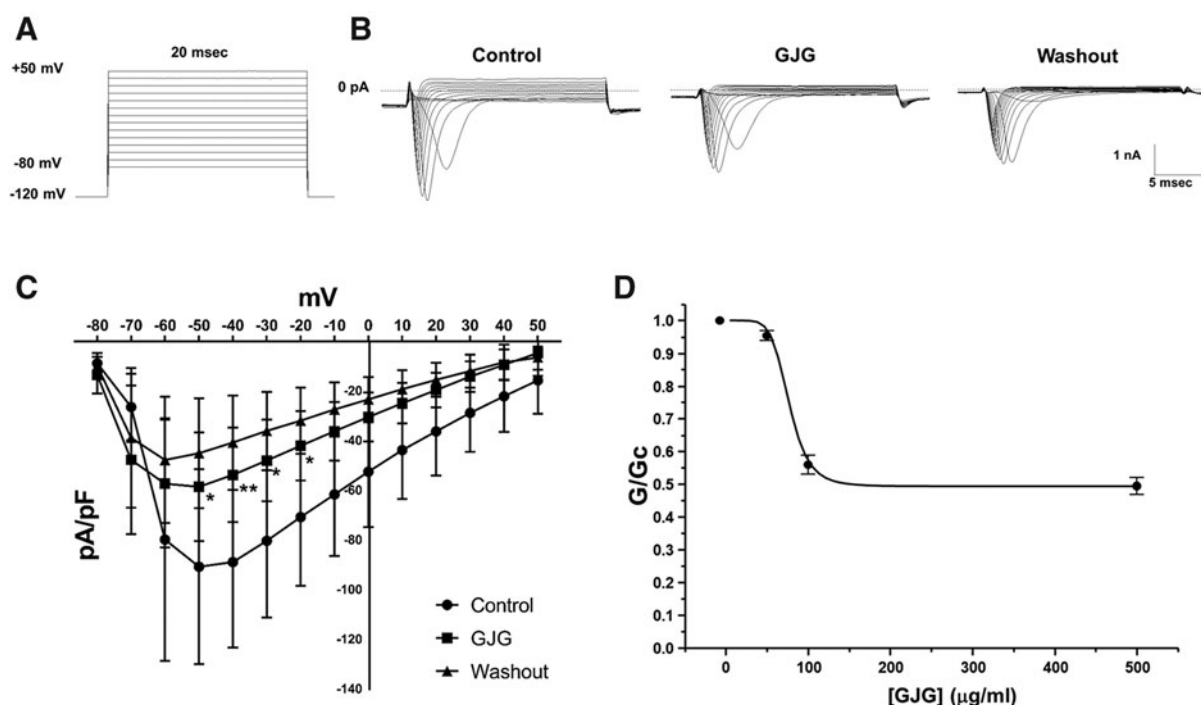 A
20 msec
+50 mV
-80 mV
-120 mV
B
Control
GJG
Washout
0 pA
1 nA
5 msec
C
mV
-80 -70 -60 -50 -40 -30 -20 -10 0 10 20 30 40 50
-20
-40
-60
-80
-100
-120
-140
pA/pF
*
**
*
*
Control
GJG
Washout
D
1.0
0.9
0.8
0.7
0.6
0.5
0.4
0.3
0.2
0.1
0.0
G/Gc
0 100 200 300 400 500
[GJG] (μg/ml)